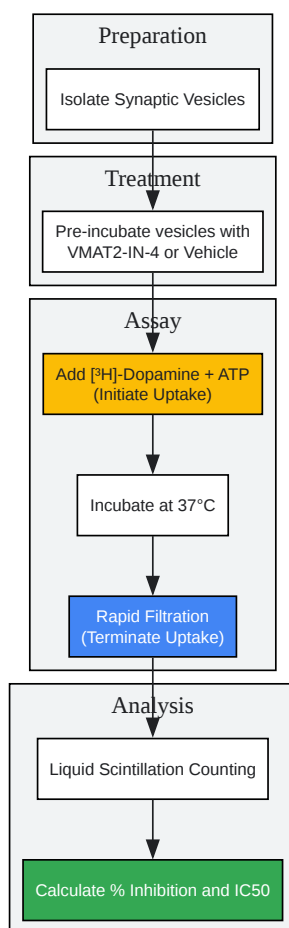 Preparation
Isolate Synaptic Vesicles
Treatment
Pre-incubate vesicles with
VMAT2-IN-4 or Vehicle
Assay
Add [³H]-Dopamine + ATP
(Initiate Uptake)
Incubate at 37°C
Rapid Filtration
(Terminate Uptake)
Analysis
Liquid Scintillation Counting
Calculate % Inhibition and IC50